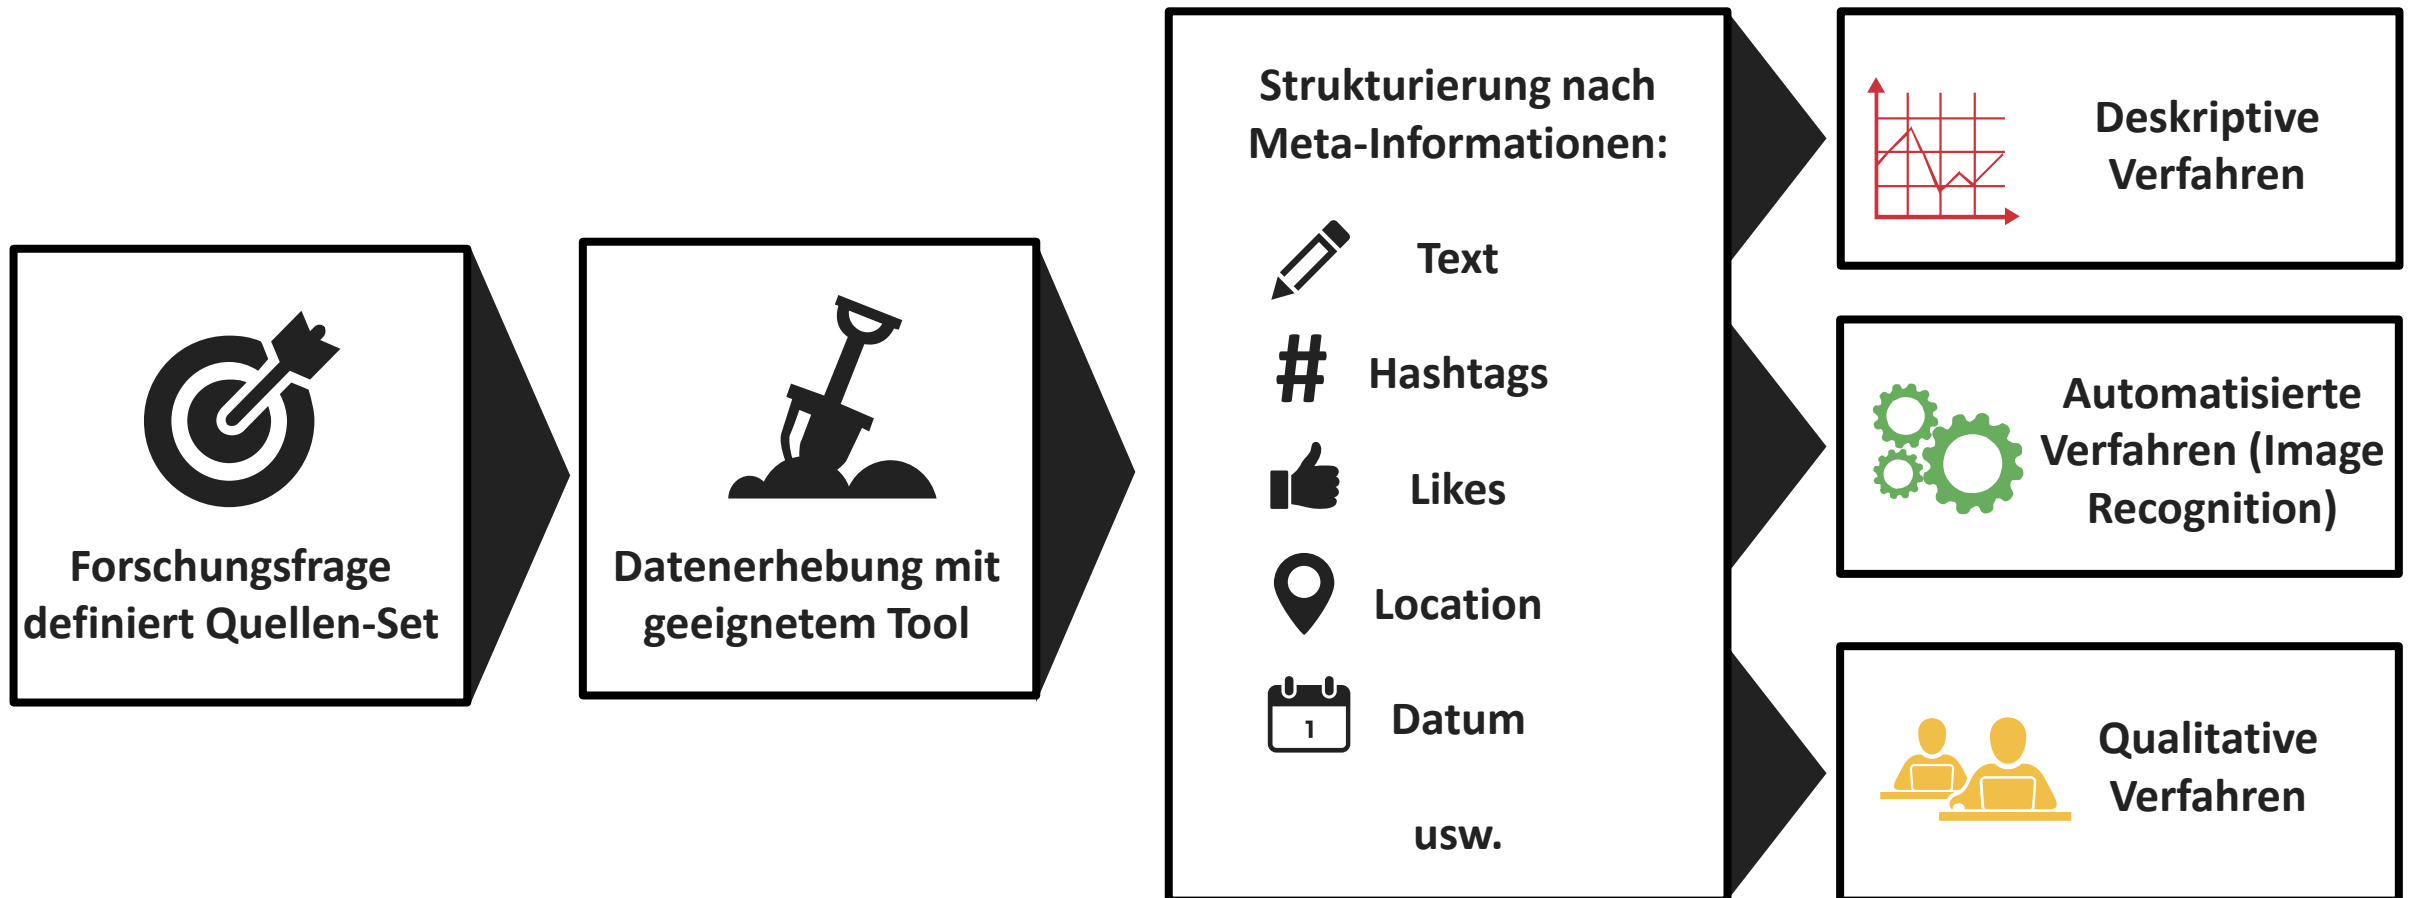 Forschungsfrage
definiert Quellen-Set
Datenerhebung mit
geeignetem Tool
Strukturierung nach
Meta-Informationen:
Text
# Hashtags
Likes
Location
1 Datum
usw.
Deskriptive
Verfahren
Automatisierte
Verfahren (Image
Recognition)
Qualitative
Verfahren